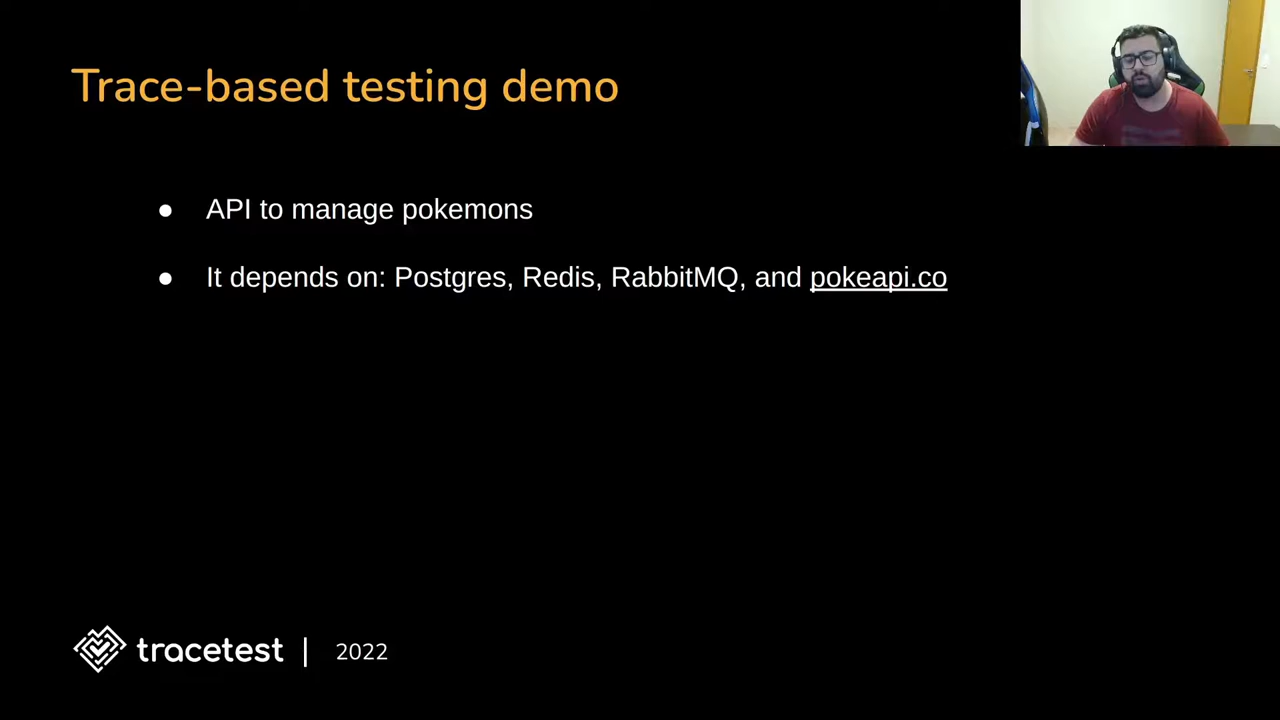 Trace-based testing demo
● API to manage pokemons
● It depends on: Postgres, Redis, RabbitMQ, and pokeapi.co
tracetest | 2022